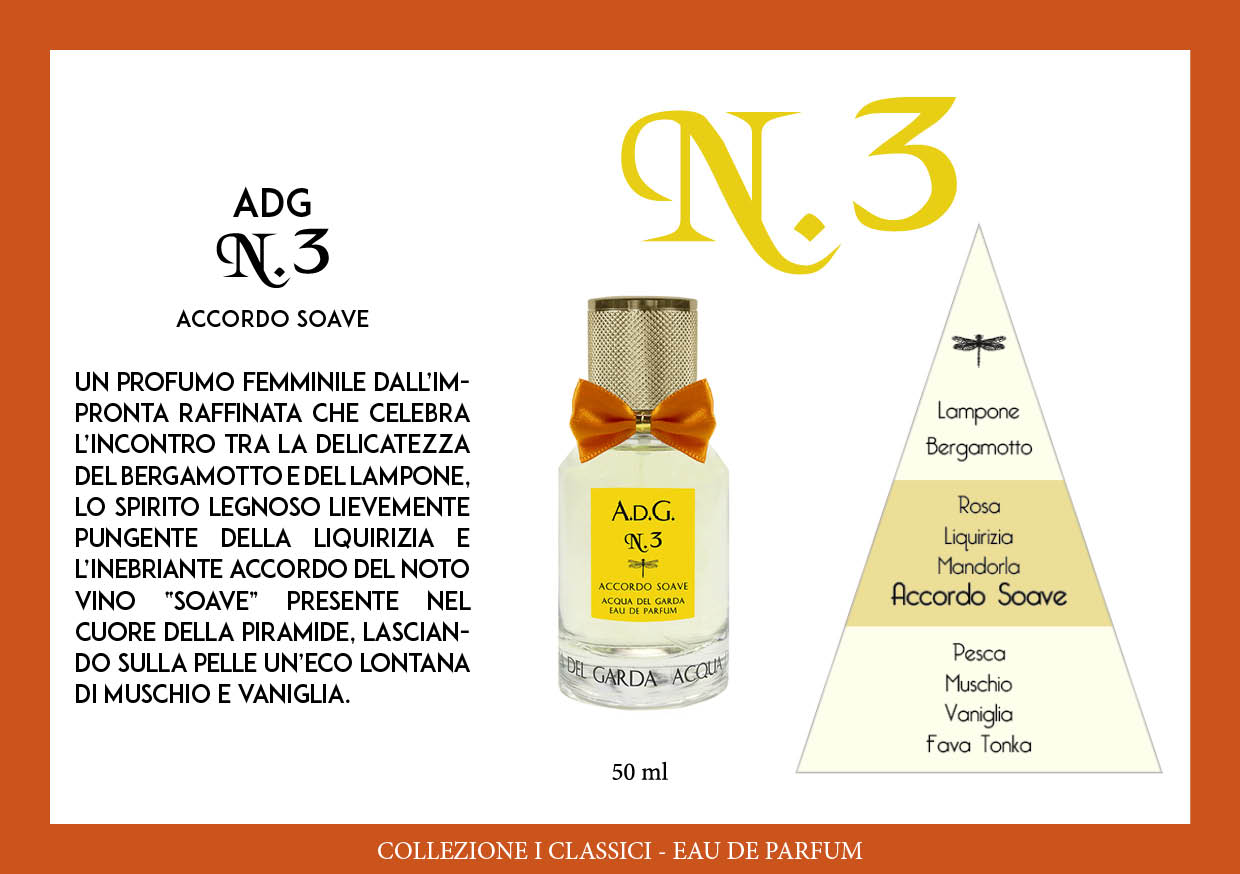 N.3
ADG
N.3
ACCORDO SOAVE
UN PROFUMO FEMMINILE DALL'IM-
PRONTA RAFFINATA CHE CELEBRA
L'INCONTRO TRA LA DELICATEZZA
DEL BERGAMOTTO E DEL LAMPONE,
LO SPIRITO LEGNOSO LIEVEMENTE
PUNGENTE DELLA LIQUIRIZIA E
L'INEBRIANTE ACCORDO DEL NOTO
VINO "SOAVE" PRESENTE NEL
CUORE DELLA PIRAMIDE, LASCIAN-
DO SULLA PELLE UN'ECO LONTANA
DI MUSCHIO E VANIGLIA.
A.D.G.
N.3
ACCORDO SOAVE
ACQUA DEL GARDA
EAU DE PARFUM
DEL GARDA ACQUA
50 ml
Lampone
Bergamotto
Rosa
Liquirizia
Mandorla
Accordo Soave
Pesca
Muschio
Vaniglia
Fava Tonka
COLLEZIONE I CLASSICI - EAU DE PARFUM